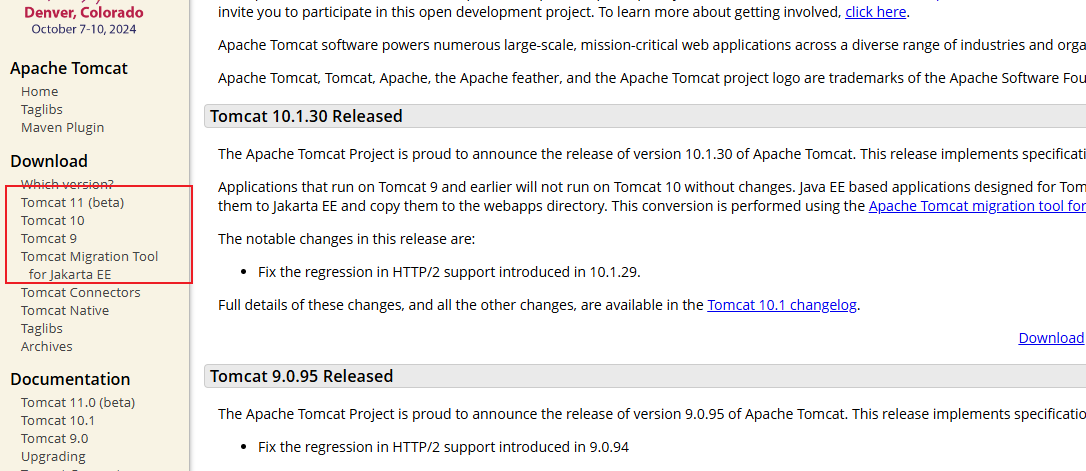 Denver, Colorado
October 7-10, 2024
Apache Tomcat
Home
Taglibs
Maven Plugin
Download
Which version?
Tomcat 11 (beta)
Tomcat 10
Tomcat 9
Tomcat Migration Tool
for Jakarta EE
Tomcat Connectors
Tomcat Native
Taglibs
Archives
Documentation
Tomcat 11.0 (beta)
Tomcat 10.1
Tomcat 9.0
Upgrading
invite you to participate in this open development project. To learn more about getting involved, click here.
Apache Tomcat software powers numerous large-scale, mission-critical web applications across a diverse range of industries and orga
Apache Tomcat, Tomcat, Apache, the Apache feather, and the Apache Tomcat project logo are trademarks of the Apache Software Fou
Tomcat 10.1.30 Released
The Apache Tomcat Project is proud to announce the release of version 10.1.30 of Apache Tomcat. This release implements specificati
Applications that run on Tomcat 9 and earlier will not run on Tomcat 10 without changes. Java EE based applications designed for Tom
them to Jakarta EE and copy them to the webapps directory. This conversion is performed using the Apache Tomcat migration tool for
The notable changes in this release are:
• Fix the regression in HTTP/2 support introduced in 10.1.29.
Full details of these changes, and all the other changes, are available in the Tomcat 10.1 changelog.
Download
Tomcat 9.0.95 Released
The Apache Tomcat Project is proud to announce the release of version 9.0.95 of Apache Tomcat. This release implements specificatio
• Fix the regression in HTTP/2 support introduced in 9.0.94